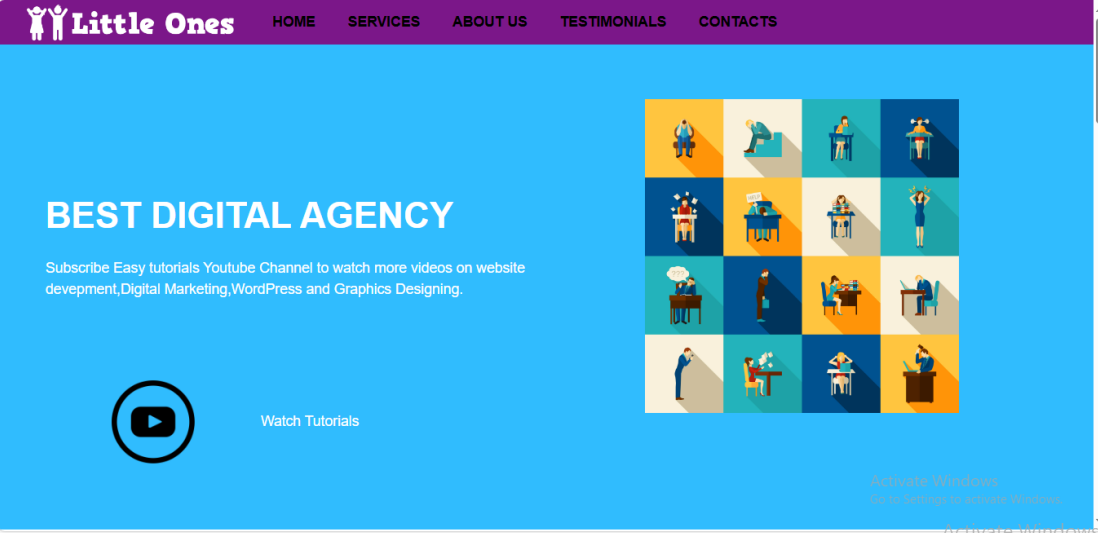 Little Ones
HOME SERVICES ABOUT US TESTIMONIALS CONTACTS
BEST DIGITAL AGENCY
Subscribe Easy tutorials Youtube Channel to watch more videos on website
devepment,Digital Marketing,WordPress and Graphics Designing.
???
Watch Tutorials
Activate Windows
Go to Settings to activate Windows.
Activate Windows